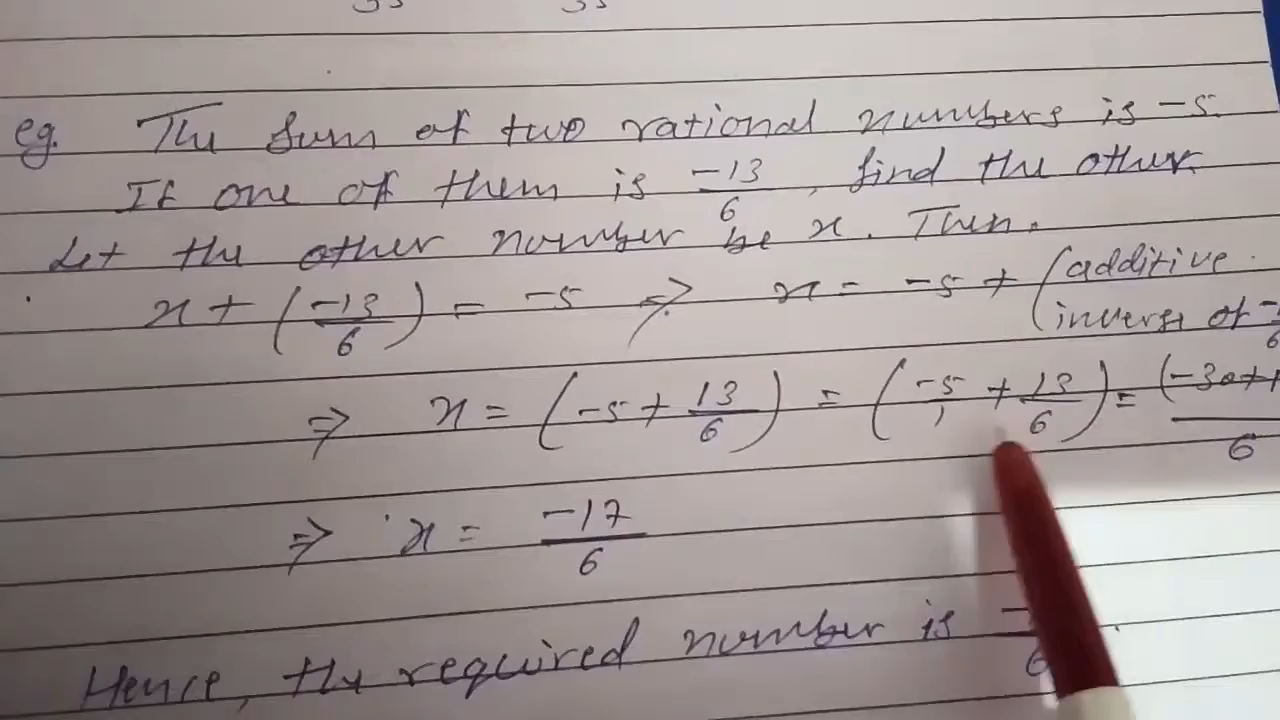 eg. The sum of two rational numbers is -5.
If one of them is -13/6, find the other.
Let the other number be x. Then.
x + (-13/6) = -5 ⇒ x = -5 + (additive
inverse of
⇒ x = (-5 + 13/6) = (-5/1 + 13/6) = (-30+1
6
⇒ x = -17/6
Hence, the required number is